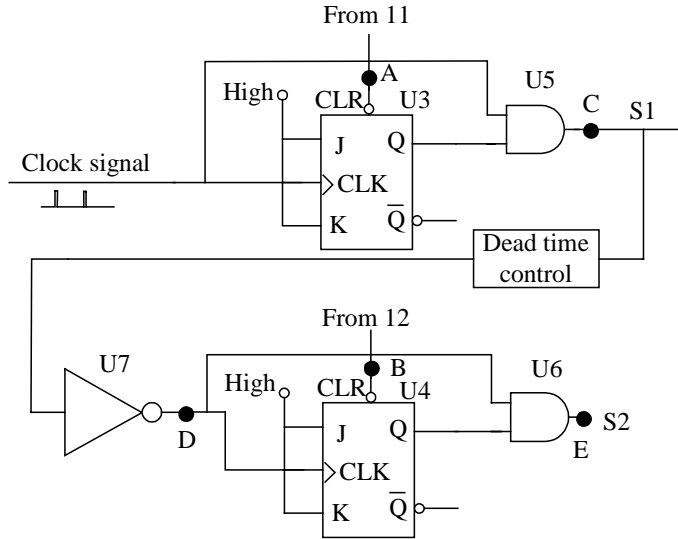 From 11
A
High
CLR
U3
U5
C
S1
J
Q
Clock signal
CLK
K
Q̅
Dead time
control
From 12
U7
B
U6
High
CLR
U4
D
J
Q
S2
E
CLK
K
Q̅